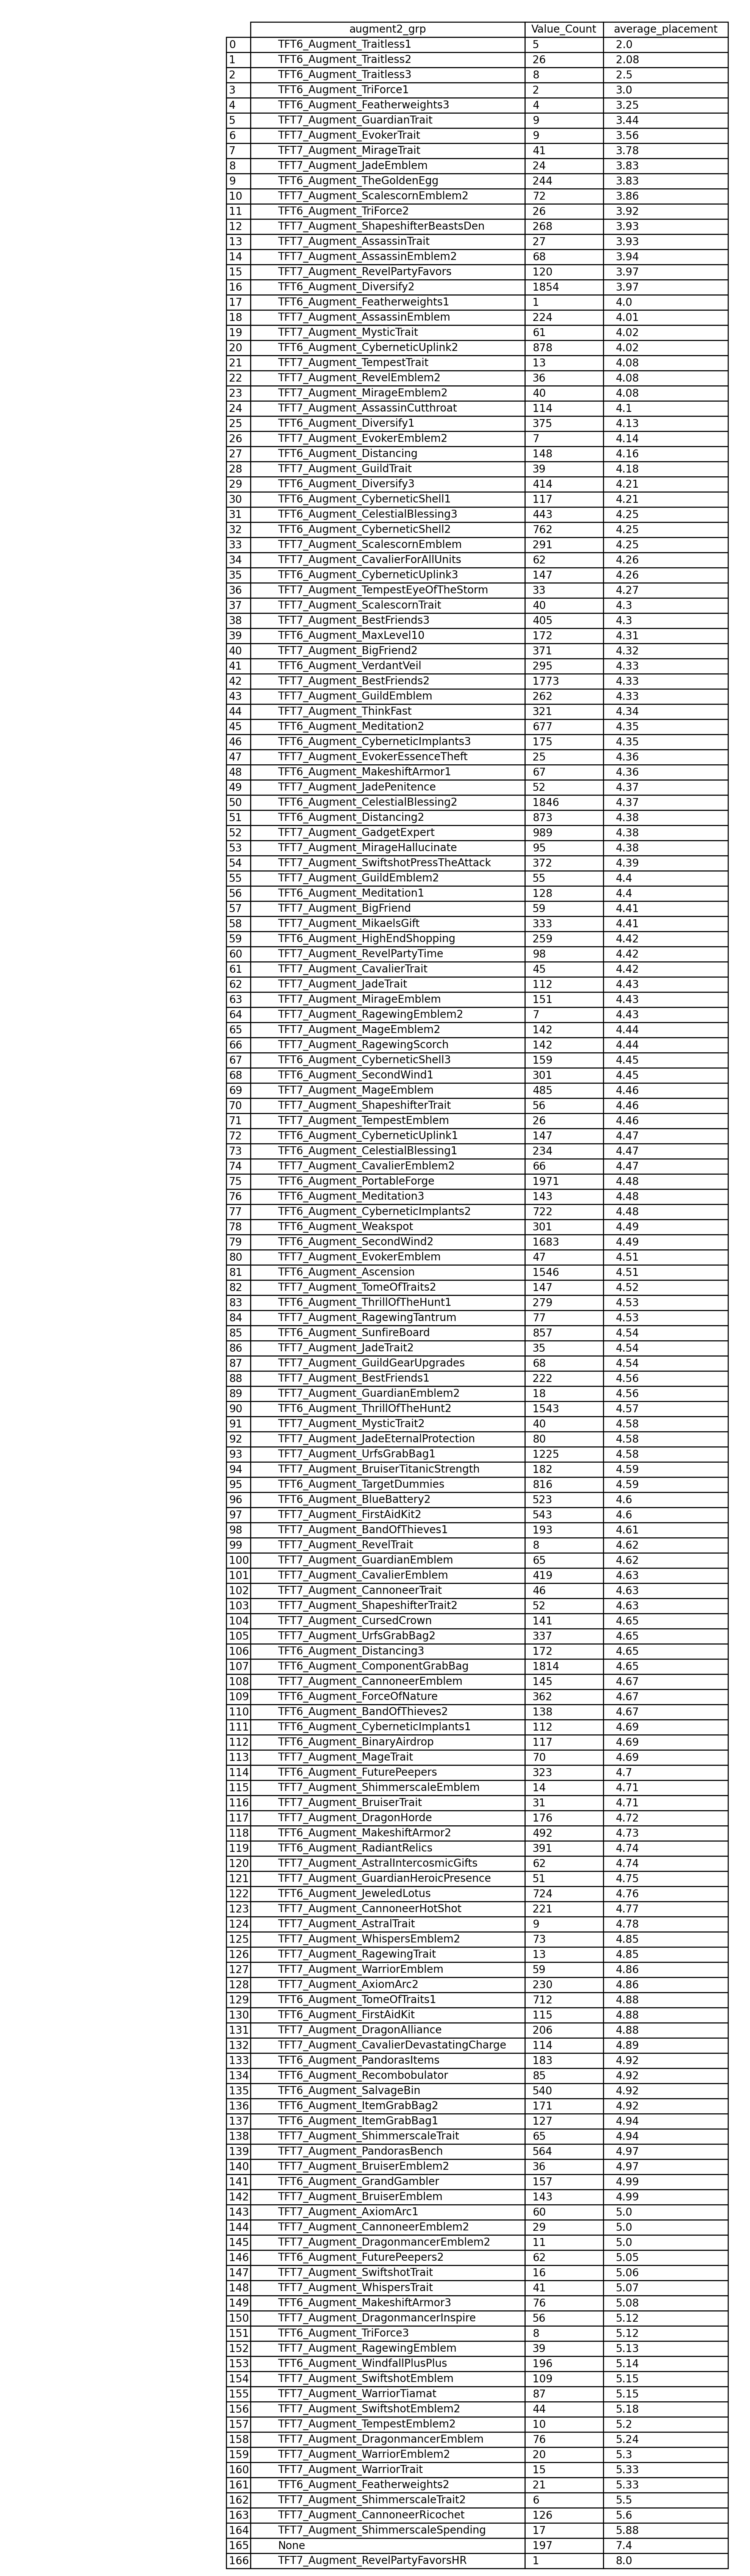 augment2_grp Value_Count average_placement
0 TFT6_Augment_Traitless1 5 2.0
1 TFT6_Augment_Traitless2 26 2.08
2 TFT6_Augment_Traitless3 8 2.5
3 TFT6_Augment_TriForce1 2 3.0
4 TFT6_Augment_Featherweights3 4 3.25
5 TFT7_Augment_GuardianTrait 9 3.44
6 TFT7_Augment_EvokerTrait 9 3.56
7 TFT7_Augment_MirageTrait 41 3.78
8 TFT7_Augment_JadeEmblem 24 3.83
9 TFT6_Augment_TheGoldenEgg 244 3.83
10 TFT7_Augment_ScalescornEmblem2 72 3.86
11 TFT6_Augment_TriForce2 26 3.92
12 TFT7_Augment_ShapeshifterBeastsDen 268 3.93
13 TFT7_Augment_AssassinTrait 27 3.93
14 TFT7_Augment_AssassinEmblem2 68 3.94
15 TFT7_Augment_RevelPartyFavors 120 3.97
16 TFT6_Augment_Diversify2 1854 3.97
17 TFT6_Augment_Featherweights1 1 4.0
18 TFT7_Augment_AssassinEmblem 224 4.01
19 TFT7_Augment_MysticTrait 61 4.02
20 TFT6_Augment_CyberneticUplink2 878 4.02
21 TFT7_Augment_TempestTrait 13 4.08
22 TFT7_Augment_RevelEmblem2 36 4.08
23 TFT7_Augment_MirageEmblem2 40 4.08
24 TFT7_Augment_AssassinCutthroat 114 4.1
25 TFT6_Augment_Diversify1 375 4.13
26 TFT7_Augment_EvokerEmblem2 7 4.14
27 TFT6_Augment_Distancing 148 4.16
28 TFT7_Augment_GuildTrait 39 4.18
29 TFT6_Augment_Diversify3 414 4.21
30 TFT6_Augment_CyberneticShell1 117 4.21
31 TFT6_Augment_CelestialBlessing3 443 4.25
32 TFT6_Augment_CyberneticShell2 762 4.25
33 TFT7_Augment_ScalescornEmblem 291 4.25
34 TFT7_Augment_CavalierForAllUnits 62 4.26
35 TFT6_Augment_CyberneticUplink3 147 4.26
36 TFT7_Augment_TempestEyeOfTheStorm 33 4.27
37 TFT7_Augment_ScalescornTrait 40 4.3
38 TFT7_Augment_BestFriends3 405 4.3
39 TFT6_Augment_MaxLevel10 172 4.31
40 TFT7_Augment_BigFriend2 371 4.32
41 TFT6_Augment_VerdantVeil 295 4.33
42 TFT7_Augment_BestFriends2 1773 4.33
43 TFT7_Augment_GuildEmblem 262 4.33
44 TFT7_Augment_ThinkFast 321 4.34
45 TFT6_Augment_Meditation2 677 4.35
46 TFT6_Augment_CyberneticImplants3 175 4.35
47 TFT7_Augment_EvokerEssenceTheft 25 4.36
48 TFT6_Augment_MakeshiftArmor1 67 4.36
49 TFT7_Augment_JadePenitence 52 4.37
50 TFT6_Augment_CelestialBlessing2 1846 4.37
51 TFT6_Augment_Distancing2 873 4.38
52 TFT7_Augment_GadgetExpert 989 4.38
53 TFT7_Augment_MirageHallucinate 95 4.38
54 TFT7_Augment_SwiftshotPressTheAttack 372 4.39
55 TFT7_Augment_GuildEmblem2 55 4.4
56 TFT6_Augment_Meditation1 128 4.4
57 TFT7_Augment_BigFriend 59 4.41
58 TFT7_Augment_MikaelsGift 333 4.41
59 TFT6_Augment_HighEndShopping 259 4.42
60 TFT7_Augment_RevelPartyTime 98 4.42
61 TFT7_Augment_CavalierTrait 45 4.42
62 TFT7_Augment_JadeTrait 112 4.43
63 TFT7_Augment_MirageEmblem 151 4.43
64 TFT7_Augment_RagewingEmblem2 7 4.43
65 TFT7_Augment_MageEmblem2 142 4.44
66 TFT7_Augment_RagewingScorch 142 4.44
67 TFT6_Augment_CyberneticShell3 159 4.45
68 TFT6_Augment_SecondWind1 301 4.45
69 TFT7_Augment_MageEmblem 485 4.46
70 TFT7_Augment_ShapeshifterTrait 56 4.46
71 TFT7_Augment_TempestEmblem 26 4.46
72 TFT6_Augment_CyberneticUplink1 147 4.47
73 TFT6_Augment_CelestialBlessing1 234 4.47
74 TFT7_Augment_CavalierEmblem2 66 4.47
75 TFT6_Augment_PortableForge 1971 4.48
76 TFT6_Augment_Meditation3 143 4.48
77 TFT6_Augment_CyberneticImplants2 722 4.48
78 TFT6_Augment_Weakspot 301 4.49
79 TFT6_Augment_SecondWind2 1683 4.49
80 TFT7_Augment_EvokerEmblem 47 4.51
81 TFT6_Augment_Ascension 1546 4.51
82 TFT7_Augment_TomeOfTraits2 147 4.52
83 TFT6_Augment_ThrillOfTheHunt1 279 4.53
84 TFT7_Augment_RagewingTantrum 77 4.53
85 TFT6_Augment_SunfireBoard 857 4.54
86 TFT7_Augment_JadeTrait2 35 4.54
87 TFT7_Augment_GuildGearUpgrades 68 4.54
88 TFT7_Augment_BestFriends1 222 4.56
89 TFT7_Augment_GuardianEmblem2 18 4.56
90 TFT6_Augment_ThrillOfTheHunt2 1543 4.57
91 TFT7_Augment_MysticTrait2 40 4.58
92 TFT7_Augment_JadeEternalProtection 80 4.58
93 TFT7_Augment_UrfsGrabBag1 1225 4.58
94 TFT7_Augment_BruiserTitanicStrength 182 4.59
95 TFT6_Augment_TargetDummies 816 4.59
96 TFT6_Augment_BlueBattery2 523 4.6
97 TFT7_Augment_FirstAidKit2 543 4.6
98 TFT7_Augment_BandOfThieves1 193 4.61
99 TFT7_Augment_RevelTrait 8 4.62
100 TFT7_Augment_GuardianEmblem 65 4.62
101 TFT7_Augment_CavalierEmblem 419 4.63
102 TFT7_Augment_CannoneerTrait 46 4.63
103 TFT7_Augment_ShapeshifterTrait2 52 4.63
104 TFT7_Augment_CursedCrown 141 4.65
105 TFT7_Augment_UrfsGrabBag2 337 4.65
106 TFT6_Augment_Distancing3 172 4.65
107 TFT6_Augment_ComponentGrabBag 1814 4.65
108 TFT7_Augment_CannoneerEmblem 145 4.67
109 TFT6_Augment_ForceOfNature 362 4.67
110 TFT7_Augment_BandOfThieves2 138 4.67
111 TFT6_Augment_CyberneticImplants1 112 4.69
112 TFT6_Augment_BinaryAirdrop 117 4.69
113 TFT7_Augment_MageTrait 70 4.69
114 TFT6_Augment_FuturePeepers 323 4.7
115 TFT7_Augment_ShimmerscaleEmblem 14 4.71
116 TFT7_Augment_BruiserTrait 31 4.71
117 TFT7_Augment_DragonHorde 176 4.72
118 TFT6_Augment_MakeshiftArmor2 492 4.73
119 TFT6_Augment_RadiantRelics 391 4.74
120 TFT7_Augment_AstralIntercosmicGifts 62 4.74
121 TFT7_Augment_GuardianHeroicPresence 51 4.75
122 TFT6_Augment_JeweledLotus 724 4.76
123 TFT7_Augment_CannoneerHotShot 221 4.77
124 TFT7_Augment_AstralTrait 9 4.78
125 TFT7_Augment_WhispersEmblem2 73 4.85
126 TFT7_Augment_RagewingTrait 13 4.85
127 TFT7_Augment_WarriorEmblem 59 4.86
128 TFT7_Augment_AxiomArc2 230 4.86
129 TFT6_Augment_TomeOfTraits1 712 4.88
130 TFT6_Augment_FirstAidKit 115 4.88
131 TFT7_Augment_DragonAlliance 206 4.88
132 TFT7_Augment_CavalierDevastatingCharge 114 4.89
133 TFT6_Augment_PandorasItems 183 4.92
134 TFT6_Augment_Recombobulator 85 4.92
135 TFT6_Augment_SalvageBin 540 4.92
136 TFT6_Augment_ItemGrabBag2 171 4.92
137 TFT6_Augment_ItemGrabBag1 127 4.94
138 TFT7_Augment_ShimmerscaleTrait 65 4.94
139 TFT7_Augment_PandorasBench 564 4.97
140 TFT7_Augment_BruiserEmblem2 36 4.97
141 TFT6_Augment_GrandGambler 157 4.99
142 TFT7_Augment_BruiserEmblem 143 4.99
143 TFT7_Augment_AxiomArc1 60 5.0
144 TFT7_Augment_CannoneerEmblem2 29 5.0
145 TFT7_Augment_DragonmancerEmblem2 11 5.0
146 TFT6_Augment_FuturePeepers2 62 5.05
147 TFT7_Augment_SwiftshotTrait 16 5.06
148 TFT7_Augment_WhispersTrait 41 5.07
149 TFT6_Augment_MakeshiftArmor3 76 5.08
150 TFT7_Augment_DragonmancerInspire 56 5.12
151 TFT6_Augment_TriForce3 8 5.12
152 TFT7_Augment_RagewingEmblem 39 5.13
153 TFT6_Augment_WindfallPlusPlus 196 5.14
154 TFT7_Augment_SwiftshotEmblem 109 5.15
155 TFT7_Augment_WarriorTiamat 87 5.15
156 TFT7_Augment_SwiftshotEmblem2 44 5.18
157 TFT7_Augment_TempestEmblem2 10 5.2
158 TFT7_Augment_DragonmancerEmblem 76 5.24
159 TFT7_Augment_WarriorEmblem2 20 5.3
160 TFT7_Augment_WarriorTrait 15 5.33
161 TFT6_Augment_Featherweights2 21 5.33
162 TFT7_Augment_ShimmerscaleTrait2 6 5.5
163 TFT7_Augment_CannoneerRicochet 126 5.6
164 TFT7_Augment_ShimmerscaleSpending 17 5.88
165 None 197 7.4
166 TFT7_Augment_RevelPartyFavorsHR 1 8.0